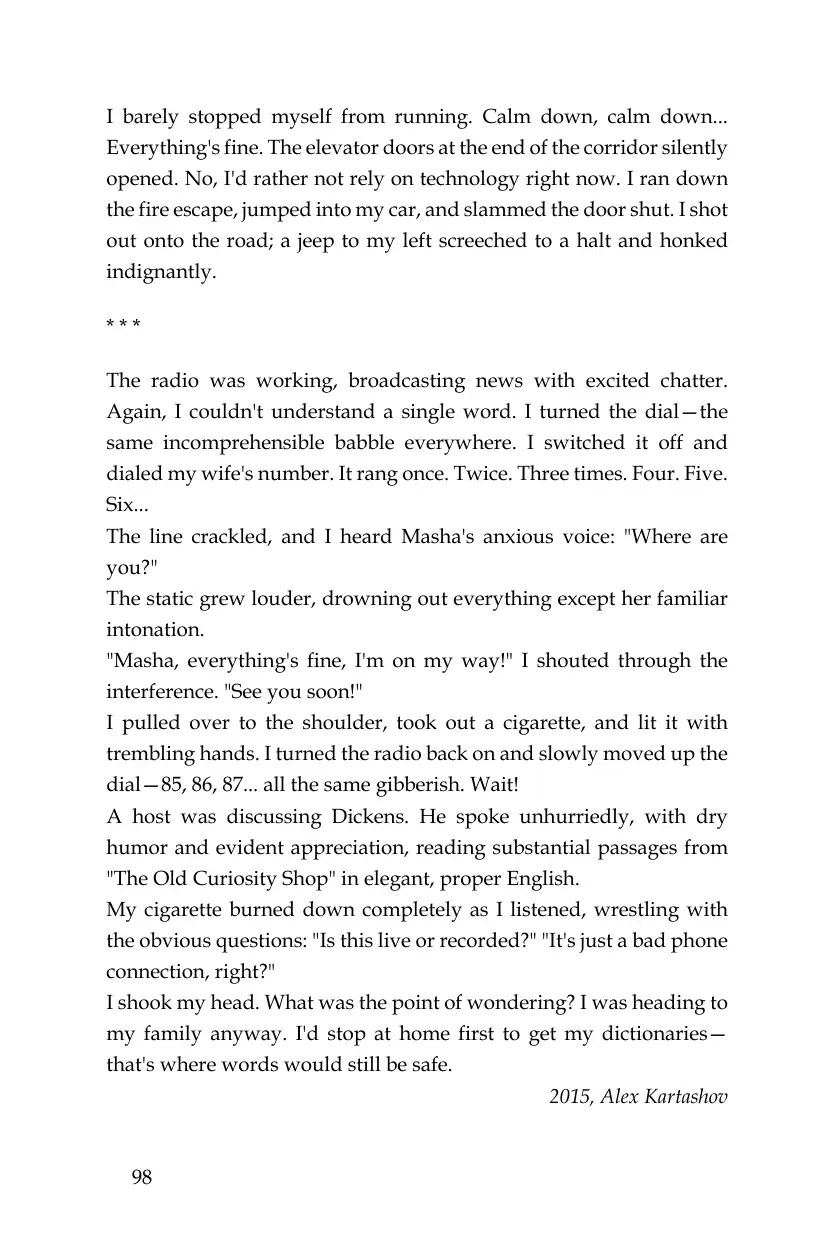 I barely stopped myself from running. Calm down, calm down...
Everything's fine. The elevator doors at the end of the corridor silently
opened. No, I'd rather not rely on technology right now. I ran down
the fire escape, jumped into my car, and slammed the door shut. I shot
out onto the road; a jeep to my left screeched to a halt and honked
indignantly.
* * *
The radio was working, broadcasting news with excited chatter.
Again, I couldn't understand a single word. I turned the dial—the
same incomprehensible babble everywhere. I switched it off and
dialed my wife's number. It rang once. Twice. Three times. Four. Five.
Six...
The line crackled, and I heard Masha's anxious voice: "Where are
you?"
The static grew louder, drowning out everything except her familiar
intonation.
"Masha, everything's fine, I'm on my way!" I shouted through the
interference. "See you soon!"
I pulled over to the shoulder, took out a cigarette, and lit it with
trembling hands. I turned the radio back on and slowly moved up the
dial—85, 86, 87... all the same gibberish. Wait!
A host was discussing Dickens. He spoke unhurriedly, with dry
humor and evident appreciation, reading substantial passages from
"The Old Curiosity Shop" in elegant, proper English.
My cigarette burned down completely as I listened, wrestling with
the obvious questions: "Is this live or recorded?" "It's just a bad phone
connection, right?"
I shook my head. What was the point of wondering? I was heading to
my family anyway. I'd stop at home first to get my dictionaries—
that's where words would still be safe.
2015, Alex Kartashov
98